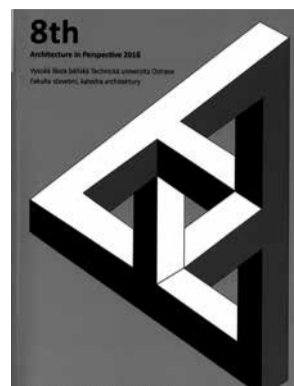 8th
Architecture in Perspective 2016
Vysoká škola báňská Technická univerzita Ostrava
Fakulta stavební, katedra architektury